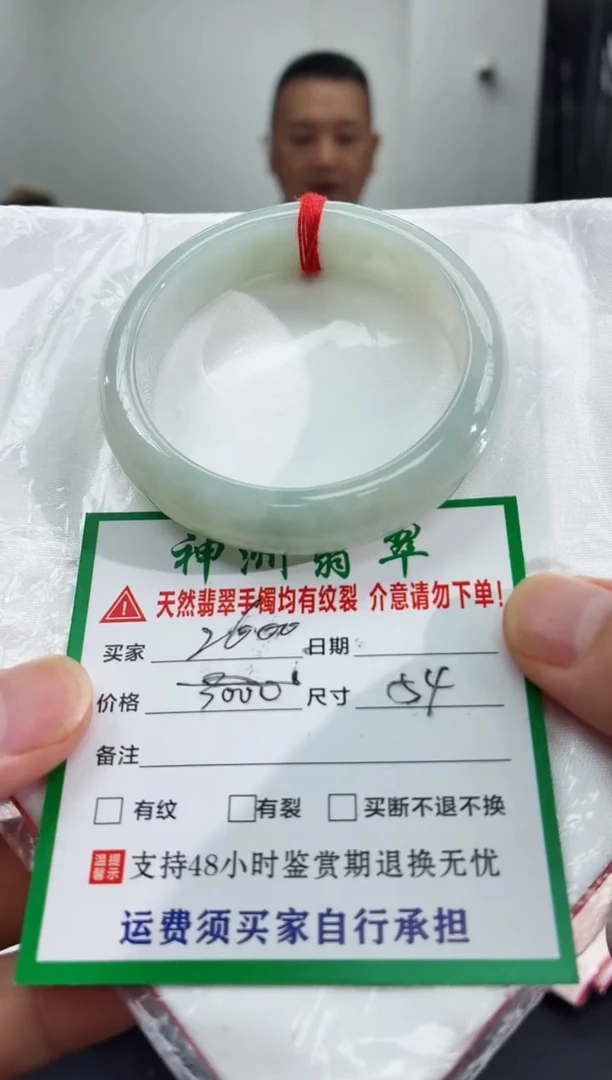 神洲翡翠
天然翡翠手镯均有纹裂 介意请勿下单!
买家 2600 日期
价格 3000 尺寸 54
备注
有纹 有裂 买断不退不换
温馨提示 支持48小时鉴赏期退换无忧
运费须买家自行承担